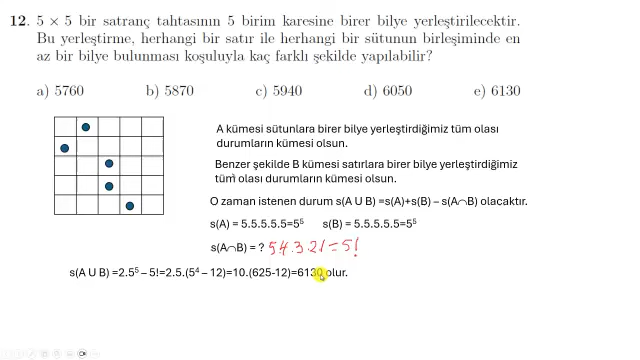 12. 5 × 5 bir satranç tahtasının 5 birim karesine birer bilye yerleştirilecektir.
Bu yerleştirme, herhangi bir satır ile herhangi bir sütunun birleşiminde en
az bir bilye bulunması koşuluyla kaç farklı şekilde yapılabilir?
a) 5760 b) 5870 c) 5940 d) 6050 e) 6130
A kümesi sütunlara birer bilye yerleştirdiğimiz tüm olası
durumların kümesi olsun.
Benzer şekilde B kümesi satırlara birer bilye yerleştirdiğimiz
tüm olası durumların kümesi olsun.
O zaman istenen durum s(A U B) =s(A)+s(B) – s(A∩B) olacaktır.
s(A) = 5.5.5.5.5=5⁵ s(B) = 5.5.5.5.5=5⁵
s(A∩B) = ? 5.4.3.2.1=5!
s(A U B) =2.5⁵ – 5!=2.5.(5⁴ – 12)=10.(625-12)=6130 olur.